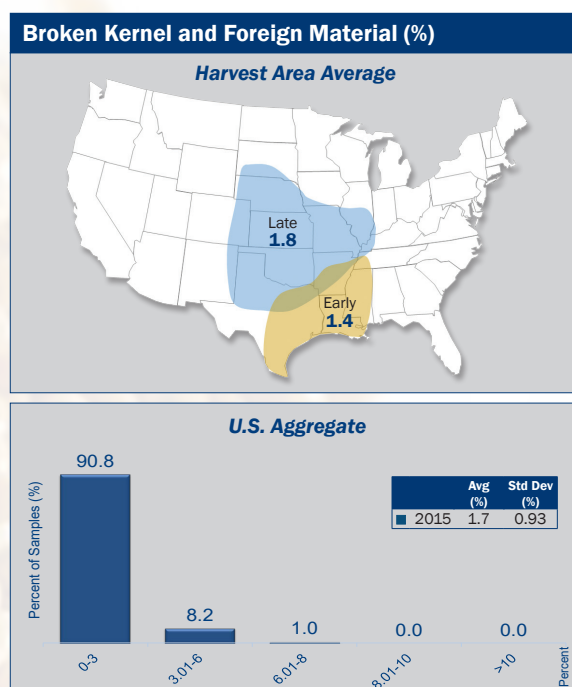 Broken Kernel and Foreign Material (%)
Harvest Area Average
Late
1.8
Early
1.4
U.S. Aggregate
90.8
8.2
1.0
0.0
0.0
Avg Std Dev
(%) (%)
2015 1.7 0.93
Percent of Samples (%)
0-3
3.01-6
6.01-8
8.01-10
>10
Percent